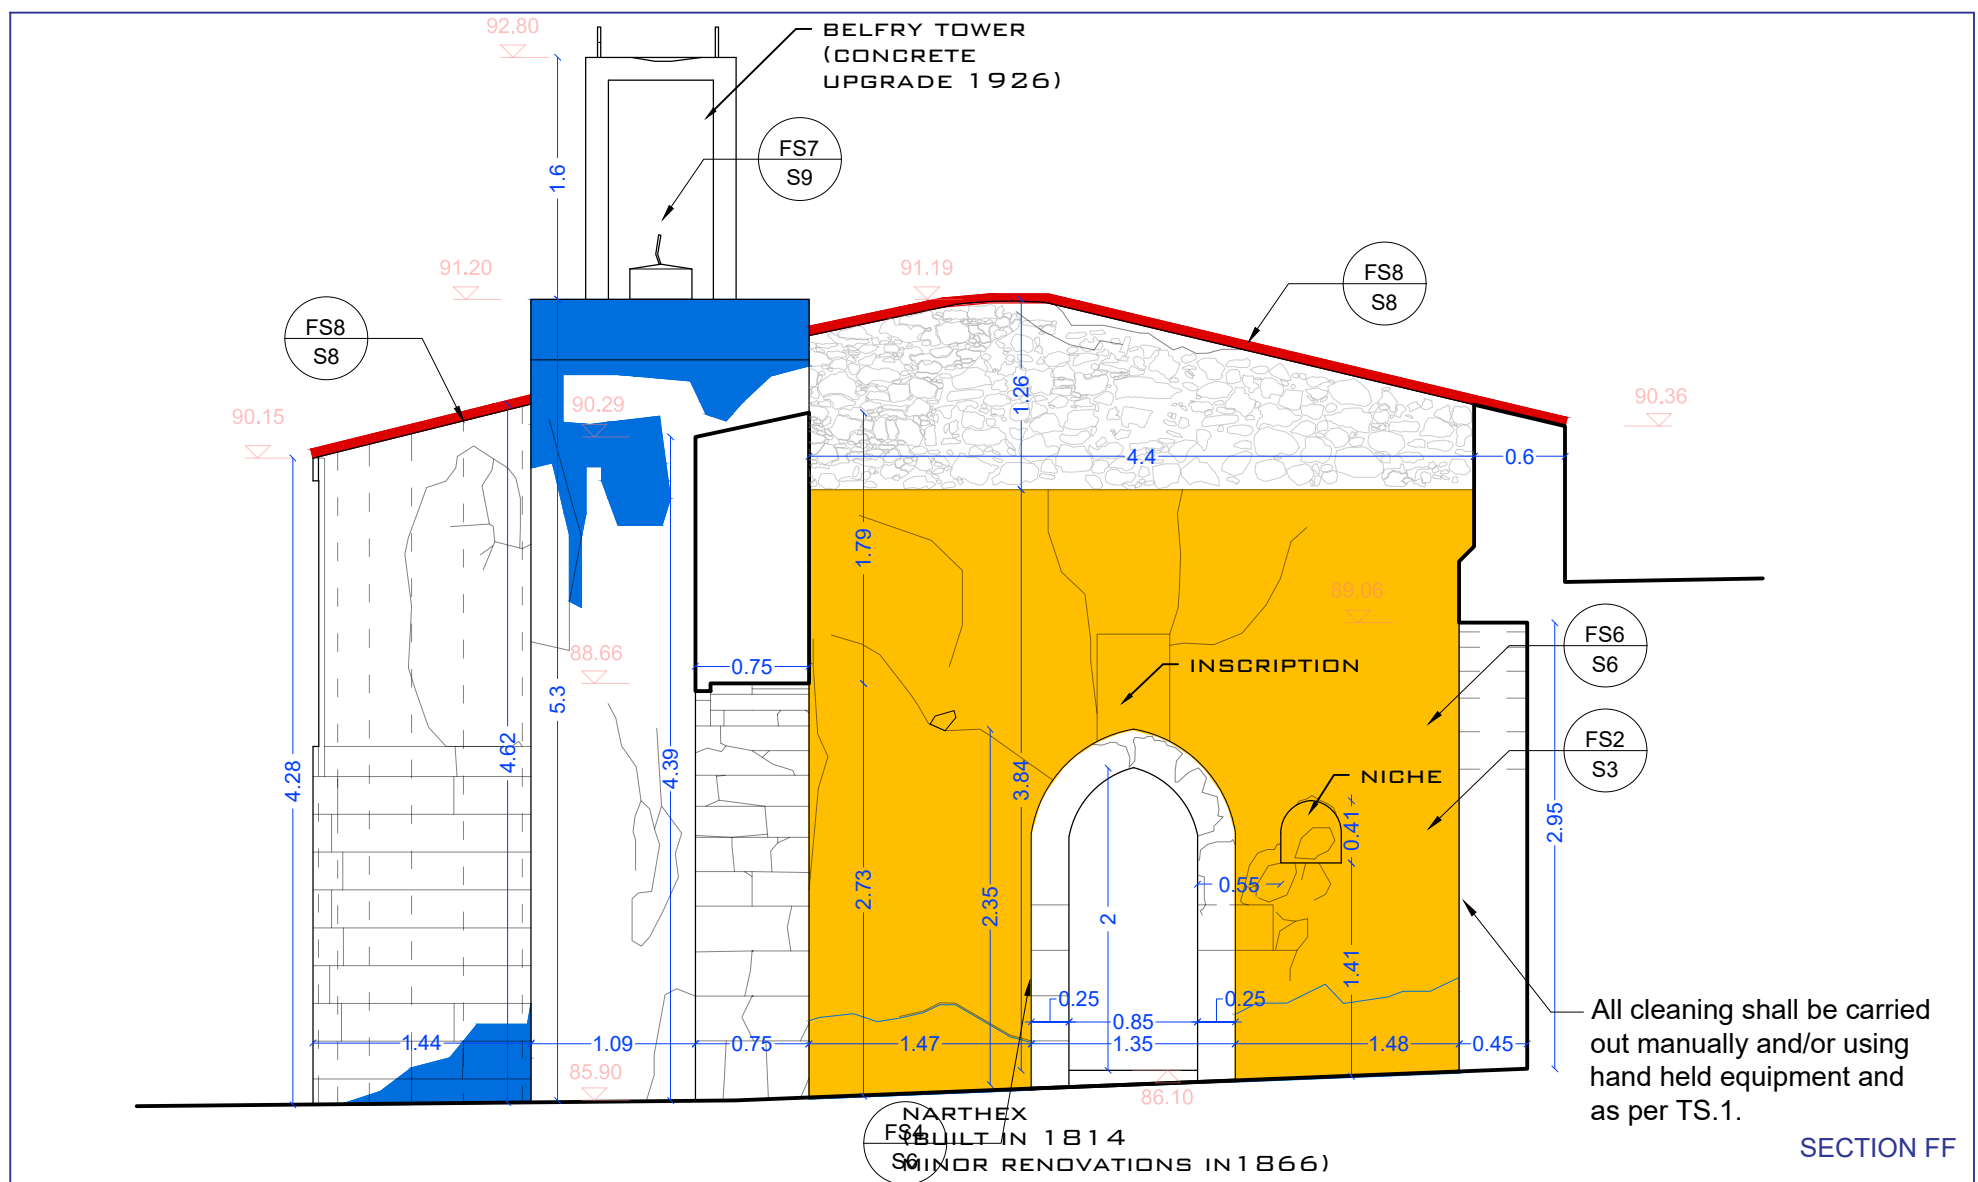 92.80
BELFRY TOWER
(CONCRETE
UPGRADE 1926)
FS7
S9
1.6
91.20
91.19
FS8
S8
FS8
S8
90.15
90.29
90.36
1.26
4.4
0.6
1.79
89.06
FS6
S6
88.66
0.75
INSCRIPTION
5.3
4.62
4.39
4.28
3.84
FS2
S3
NICHE
0.41
2.95
2.73
2.35
2
0.55
1.41
0.25
0.85
0.25
1.44
1.09
0.75
1.47
1.35
1.48
0.45
85.90
86.10
All cleaning shall be carried
out manually and/or using
hand held equipment and
as per TS.1.
NARTHEX
(BUILT IN 1814
MINOR RENOVATIONS IN 1866)
FS4
S6
SECTION FF